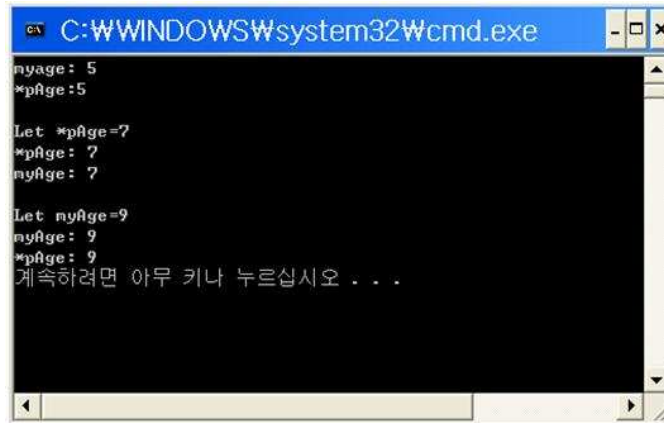 C:₩WINDOWS₩system32₩cmd.exe
myage: 5
*pAge:5
Let *pAge=7
*pAge: 7
myAge: 7
Let myAge=9
myAge: 9
*pAge: 9
계속하려면 아무 키나 누르십시오 . . .